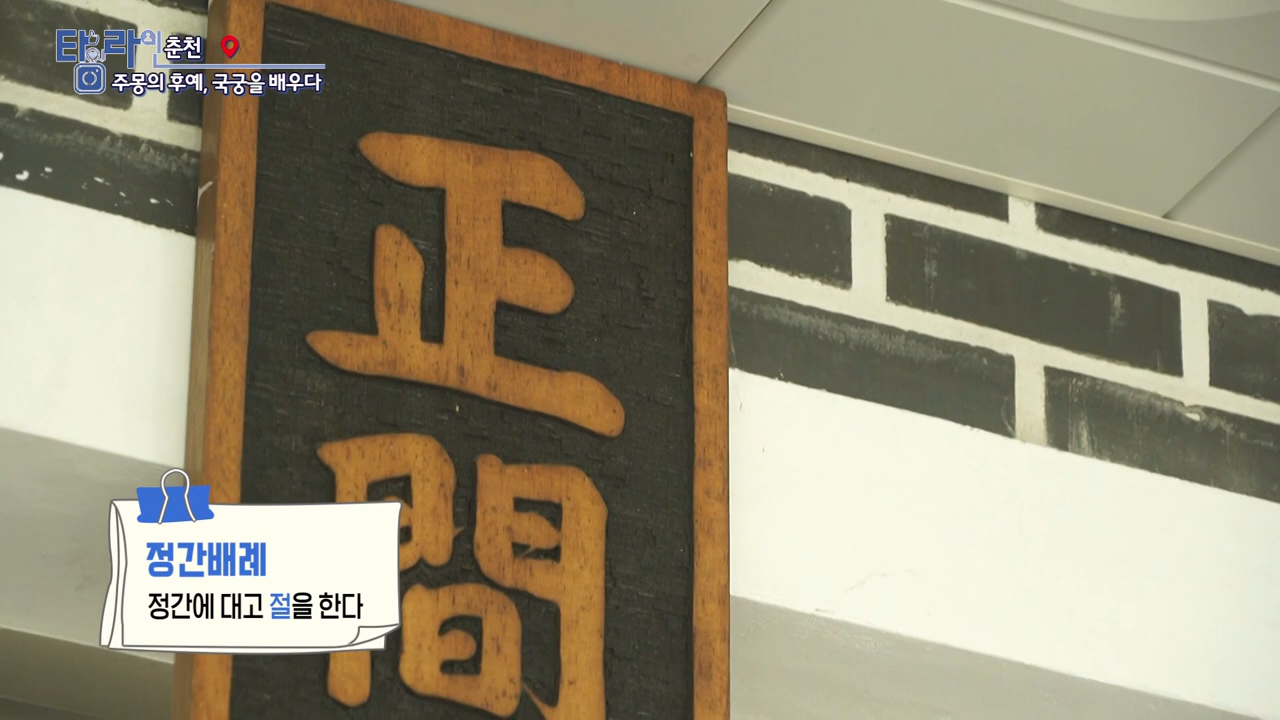 타라인 춘천
주몽의 후예, 국궁을 배우다
正
間
정간배례
정간에 대고 절을 한다